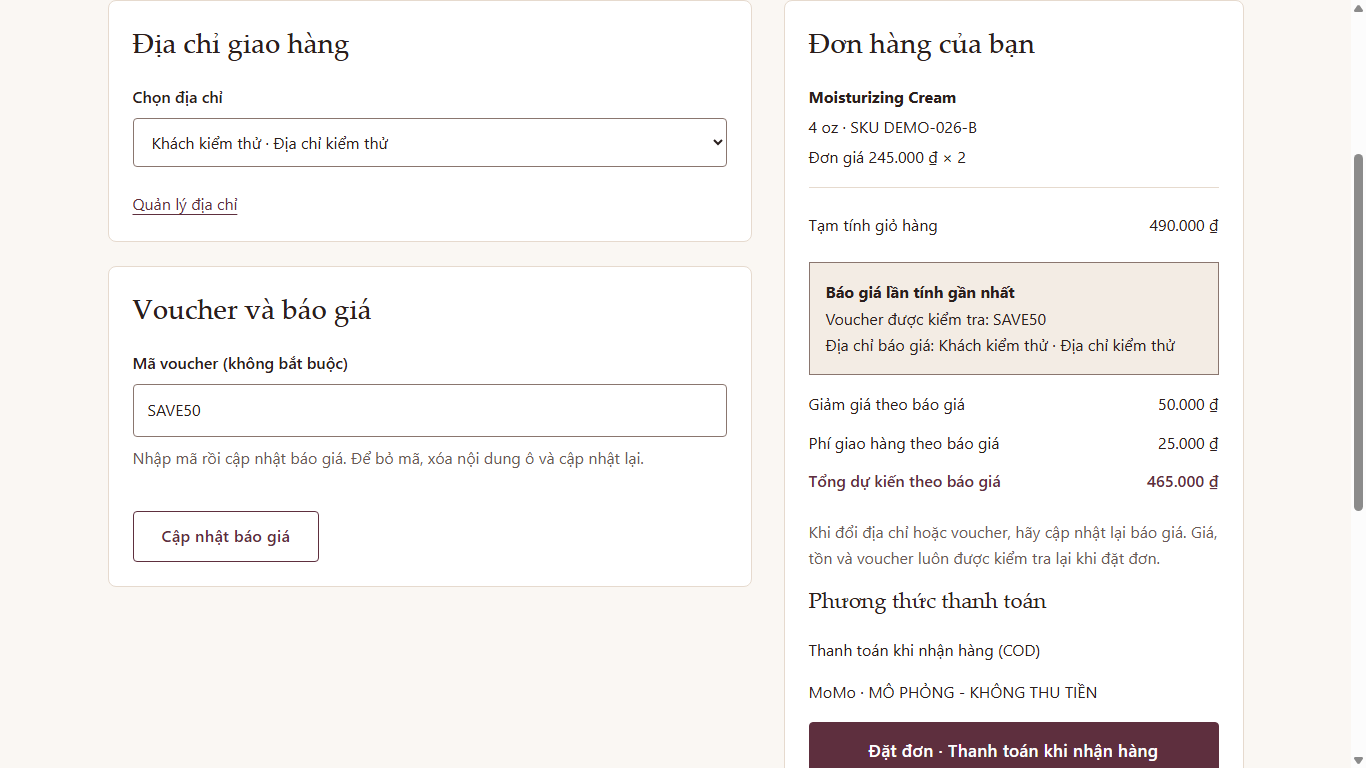 Địa chỉ giao hàng
Chọn địa chỉ
Khách kiểm thử · Địa chỉ kiểm thử
Quản lý địa chỉ
Voucher và báo giá
Mã voucher (không bắt buộc)
SAVE50
Nhập mã rồi cập nhật báo giá. Để bỏ mã, xóa nội dung ô và cập nhật lại.
Cập nhật báo giá
Đơn hàng của bạn
Moisturizing Cream
4 oz · SKU DEMO-026-B
Đơn giá 245.000 ₫ × 2
Tạm tính giỏ hàng 490.000 ₫
Báo giá lần tính gần nhất
Voucher được kiểm tra: SAVE50
Địa chỉ báo giá: Khách kiểm thử · Địa chỉ kiểm thử
Giảm giá theo báo giá 50.000 ₫
Phí giao hàng theo báo giá 25.000 ₫
Tổng dự kiến theo báo giá 465.000 ₫
Khi đổi địa chỉ hoặc voucher, hãy cập nhật lại báo giá. Giá,
tồn và voucher luôn được kiểm tra lại khi đặt đơn.
Phương thức thanh toán
Thanh toán khi nhận hàng (COD)
MoMo · MÔ PHỎNG - KHÔNG THU TIỀN
Đặt đơn · Thanh toán khi nhận hàng